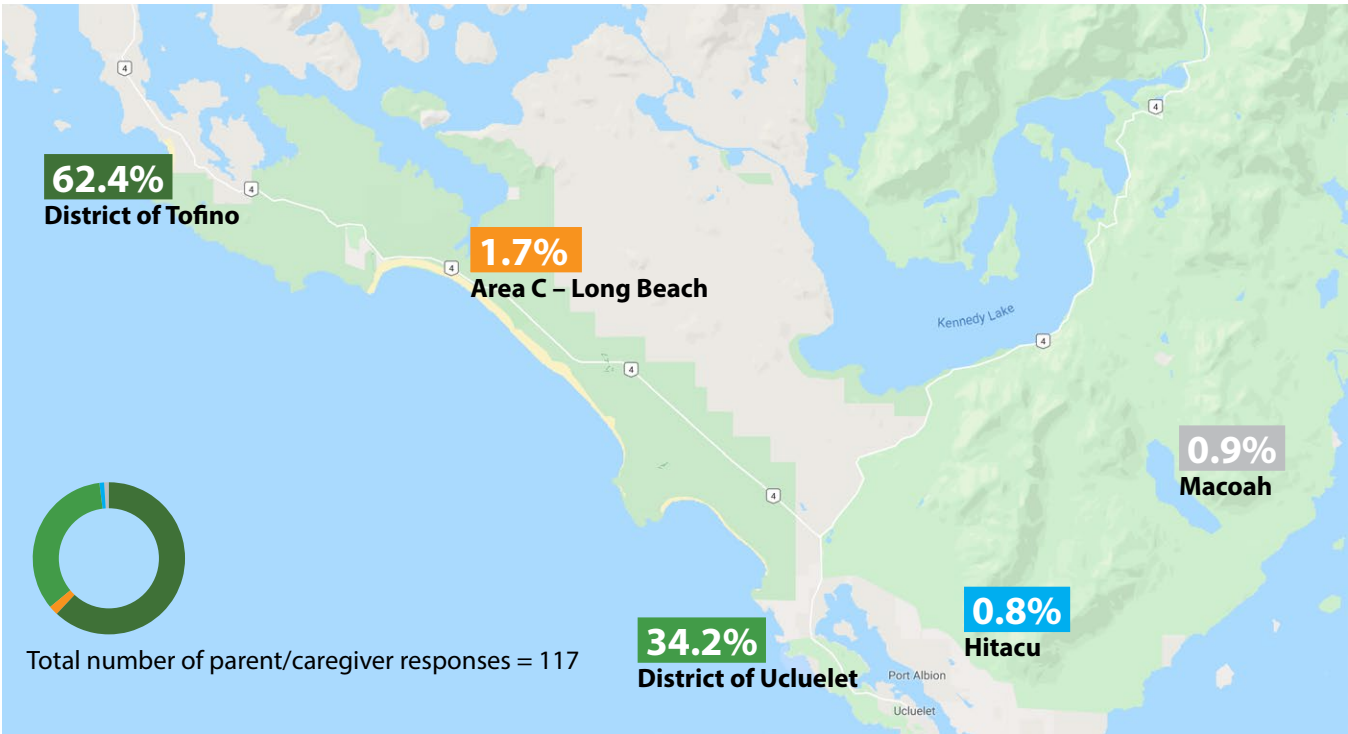 4
4
62.4%
District of Tofino
4
1.7%
4
Area C – Long Beach
Kennedy Lake
4
4
0.9%
Macoah
4
0.8%
Hitacu
34.2%
District of Ucluelet
Port Albion
Ucluelet
Total number of parent/caregiver responses = 117